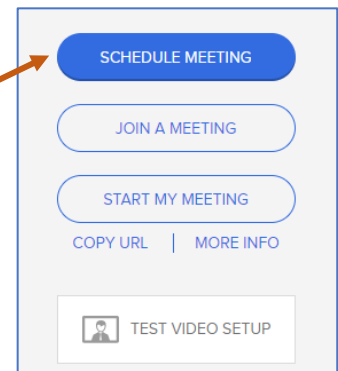 SCHEDULE MEETING
JOIN A MEETING
START MY MEETING
COPY URL | MORE INFO
TEST VIDEO SETUP